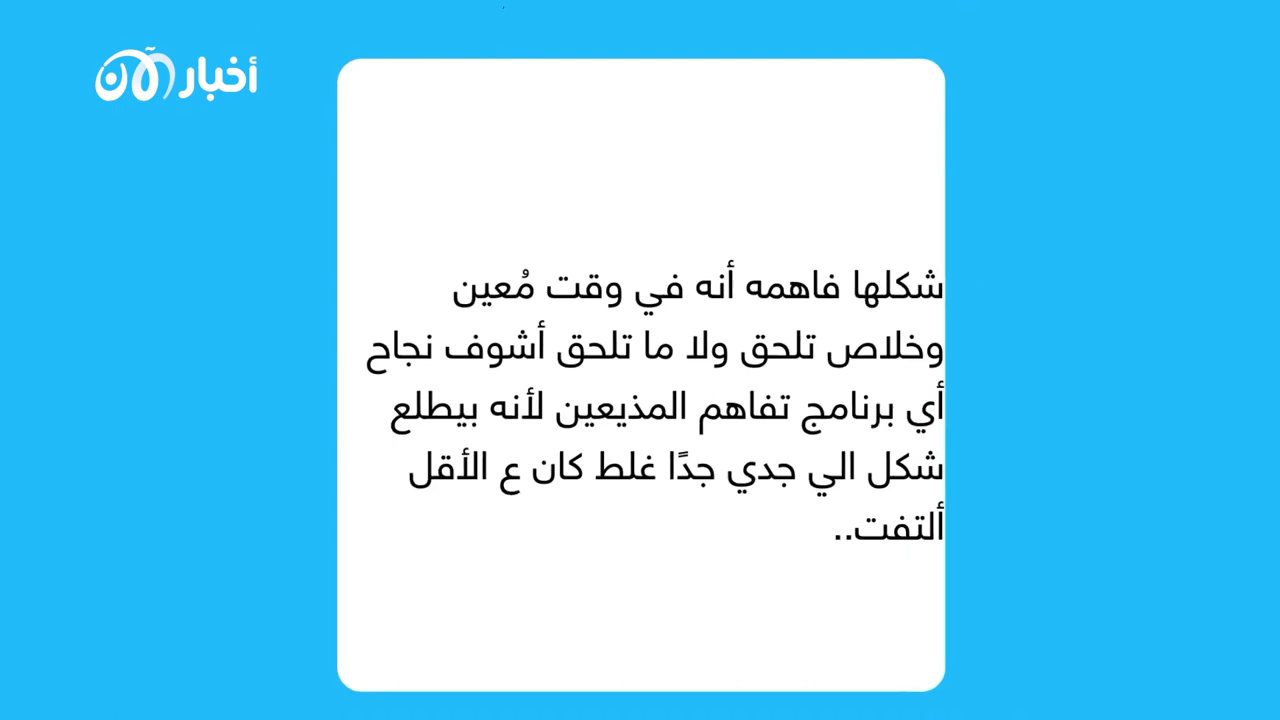 أخبار الآن
شكلها فاهمه أنه في وقت مُعين
وخلاص تلحق ولا ما تلحق أشوف نجاح
أي برنامج تفاهم المذيعين لأنه بيطلع
شكل الي جدي جدًا غلط كان ع الأقل
ألتفت..